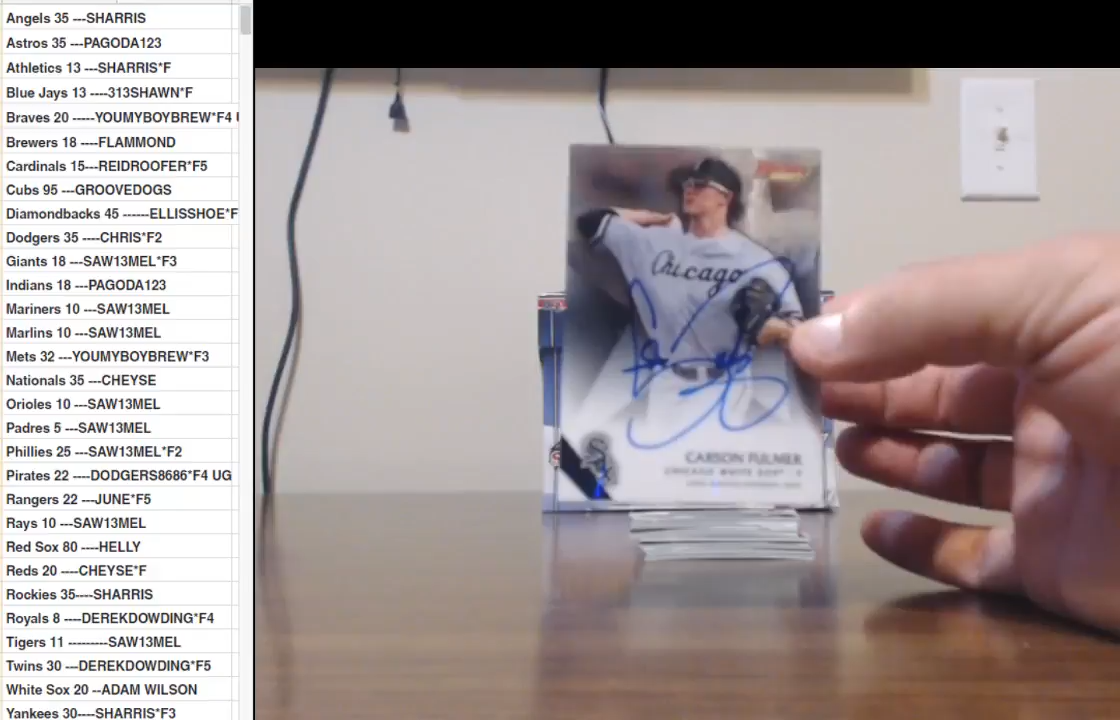 Angels 35 ---SHARRIS
Astros 35 ---PAGODA123
Athletics 13 ---SHARRIS*F
Blue Jays 13 ----313SHAWN*F
Braves 20 -----YOUMYBOYBREW*F4
Brewers 18 ----FLAMMOND
Cardinals 15---REIDROOFER*F5
Cubs 95 ---GROOVEDOGS
Diamondbacks 45 ------ELLISSHOE*F
Dodgers 35 ----CHRIS*F2
Giants 18 ---SAW13MEL*F3
Indians 18 ---PAGODA123
Mariners 10 ---SAW13MEL
Marlins 10 ---SAW13MEL
Mets 32 ---YOUMYBOYBREW*F3
Nationals 35 ---CHEYSE
Orioles 10 ---SAW13MEL
Padres 5 ---SAW13MEL
Phillies 25 ---SAW13MEL*F2
Pirates 22 ----DODGERS8686*F4 UG
Rangers 22 ---JUNE*F5
Rays 10 ---SAW13MEL
Red Sox 80 ----HELLY
Reds 20 ----CHEYSE*F
Rockies 35----SHARRIS
Royals 8 ----DEREKDOWDING*F4
Tigers 11 ---------SAW13MEL
Twins 30 ---DEREKDOWDING*F5
White Sox 20 --ADAM WILSON
Yankees 30----SHARRIS*F3
Chicago
CARSON FULMER
CHICAGO WHITE SOX